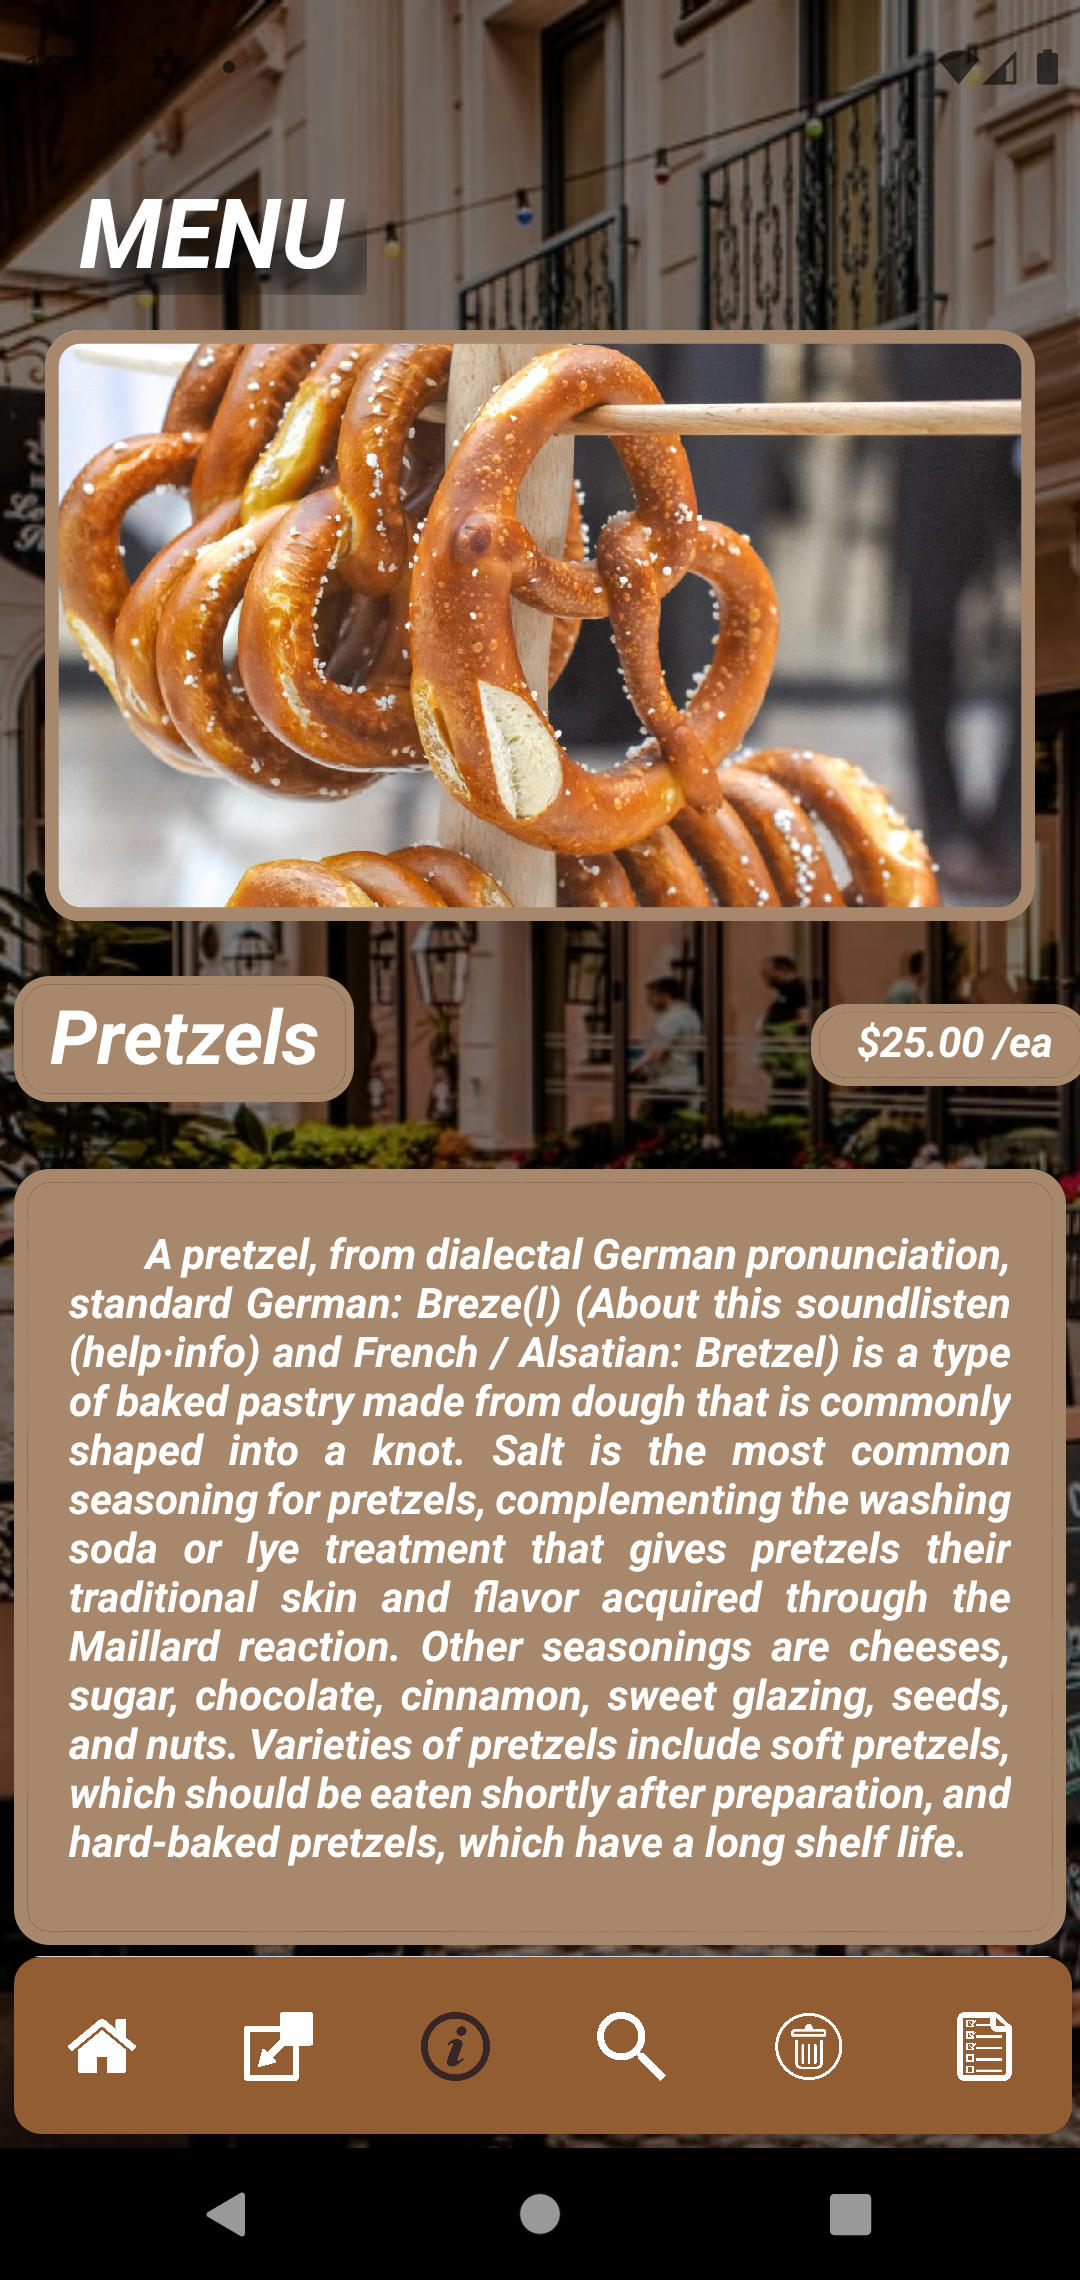 MENU
Pretzels
$25.00 /ea
A pretzel, from dialectal German pronunciation,
standard German: Breze(l) (About this soundlisten
(help·info) and French / Alsatian: Bretzel) is a type
of baked pastry made from dough that is commonly
shaped into a knot. Salt is the most common
seasoning for pretzels, complementing the washing
soda or lye treatment that gives pretzels their
traditional skin and flavor acquired through the
Maillard reaction. Other seasonings are cheeses,
sugar, chocolate, cinnamon, sweet glazing, seeds,
and nuts. Varieties of pretzels include soft pretzels,
which should be eaten shortly after preparation, and
hard-baked pretzels, which have a long shelf life.